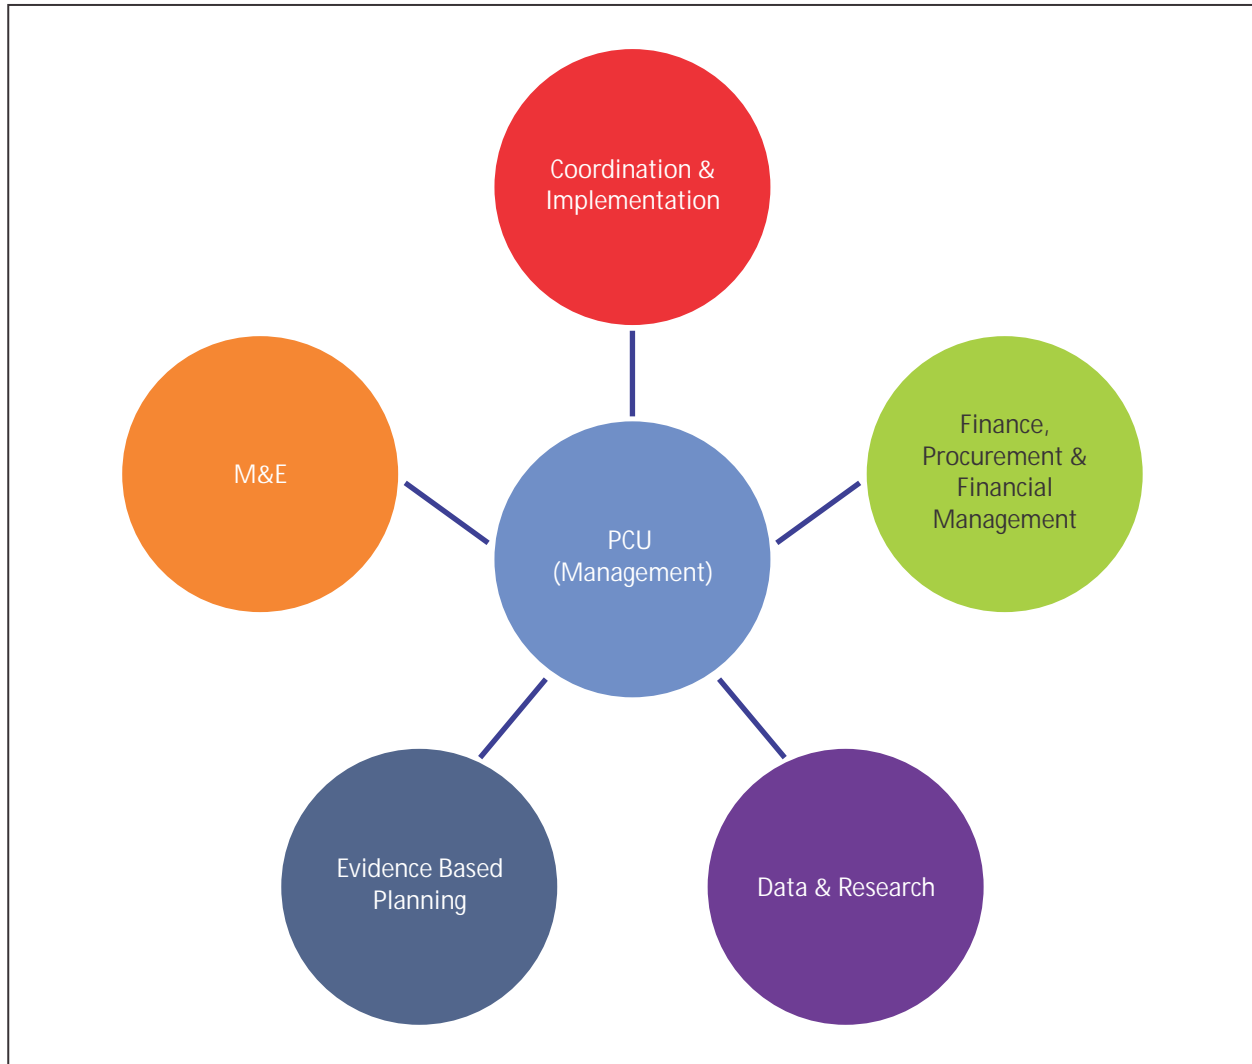 Coordination &
Implementation
Finance,
Procurement &
Financial
Management
M&E
PCU
(Management)
Evidence Based
Planning
Data & Research